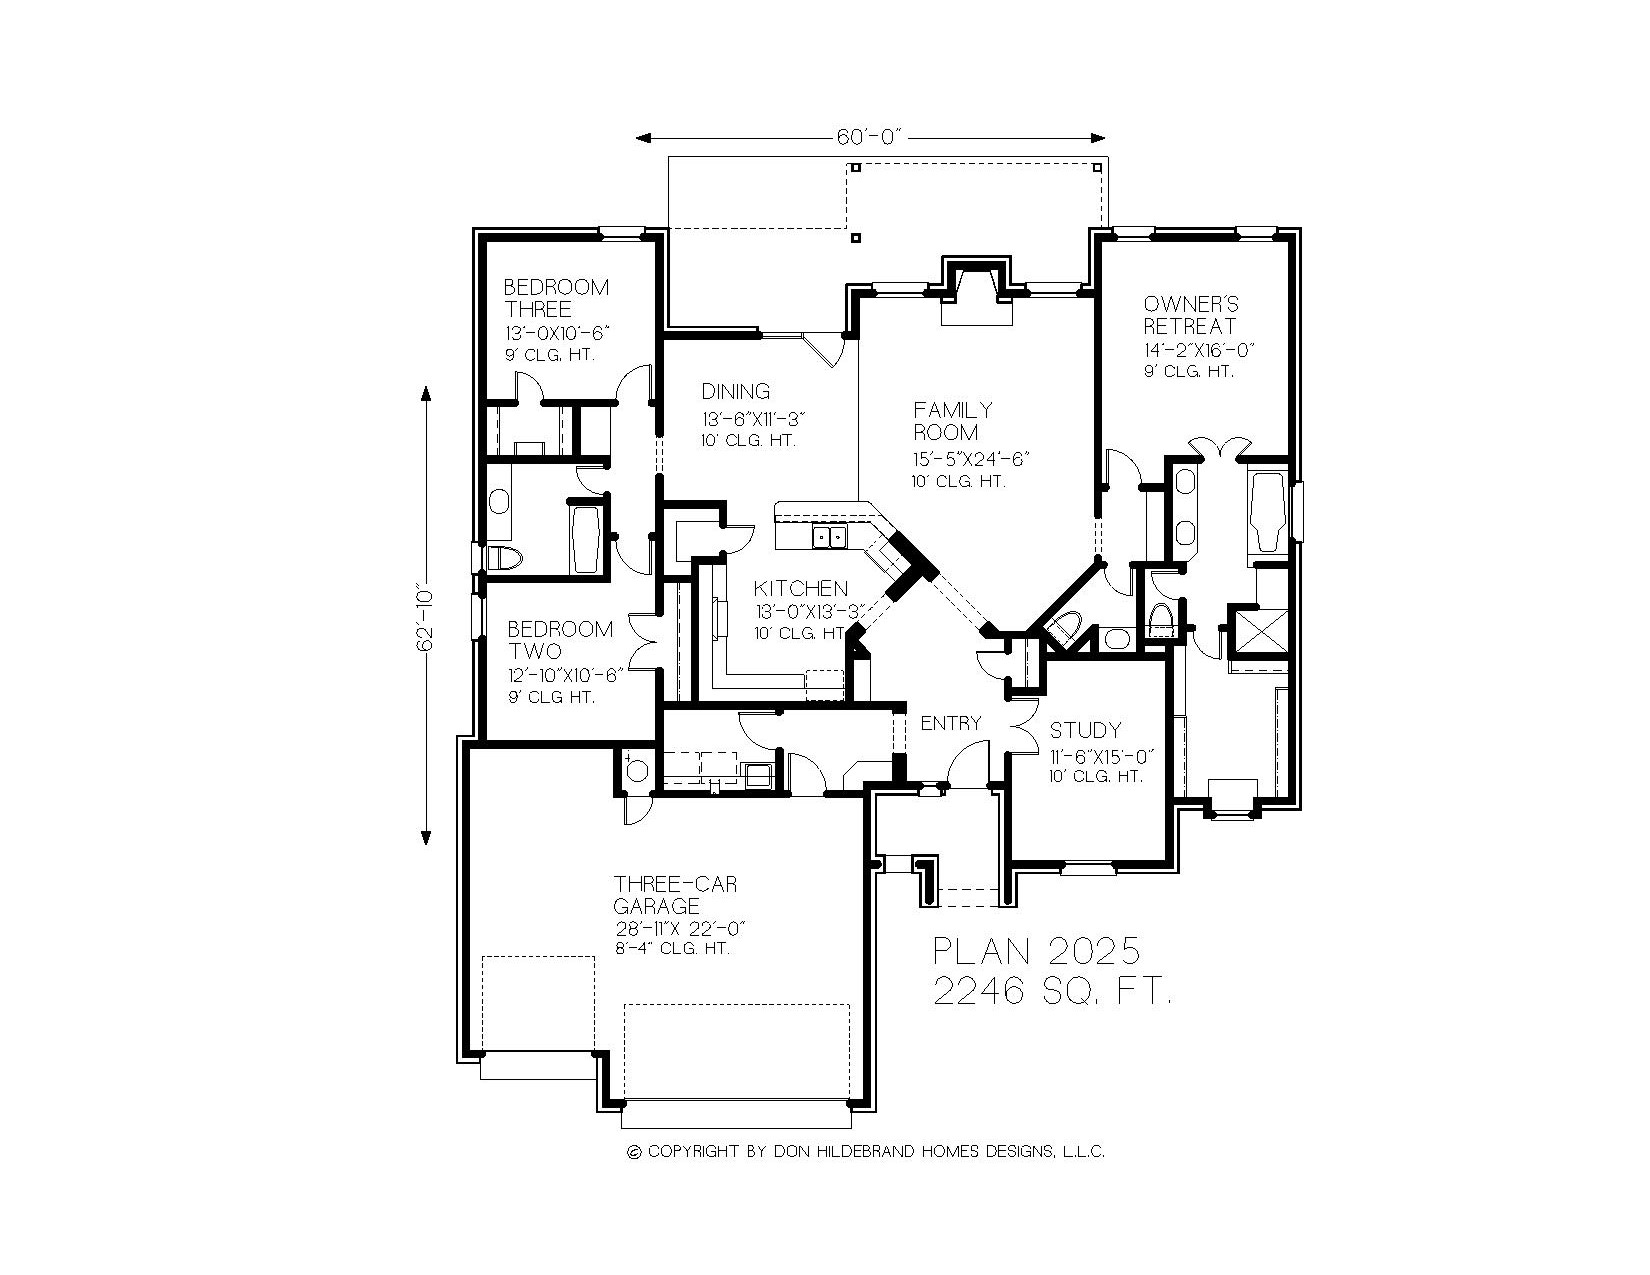 60'-0"
BEDROOM
THREE
13'-0X10'-6"
9' CLG. HT.
OWNER'S
RETREAT
14'-2"X16'-0"
9' CLG. HT.
DINING
13'-6"X11'-3"
10' CLG. HT.
FAMILY
ROOM
15'-5"X24'-6"
10' CLG. HT.
62'-10"
KITCHEN
13'-0"X13'-3"
10' CLG. HT.
BEDROOM
TWO
12'-10"X10'-6"
9' CLG HT.
ENTRY
STUDY
11'-6"X15'-0"
10' CLG. HT.
THREE-CAR
GARAGE
28'-11"X 22'-0"
8'-4" CLG. HT.
PLAN 2025
2246 SQ. FT.
© COPYRIGHT BY DON HILDEBRAND HOMES DESIGNS, L.L.C.